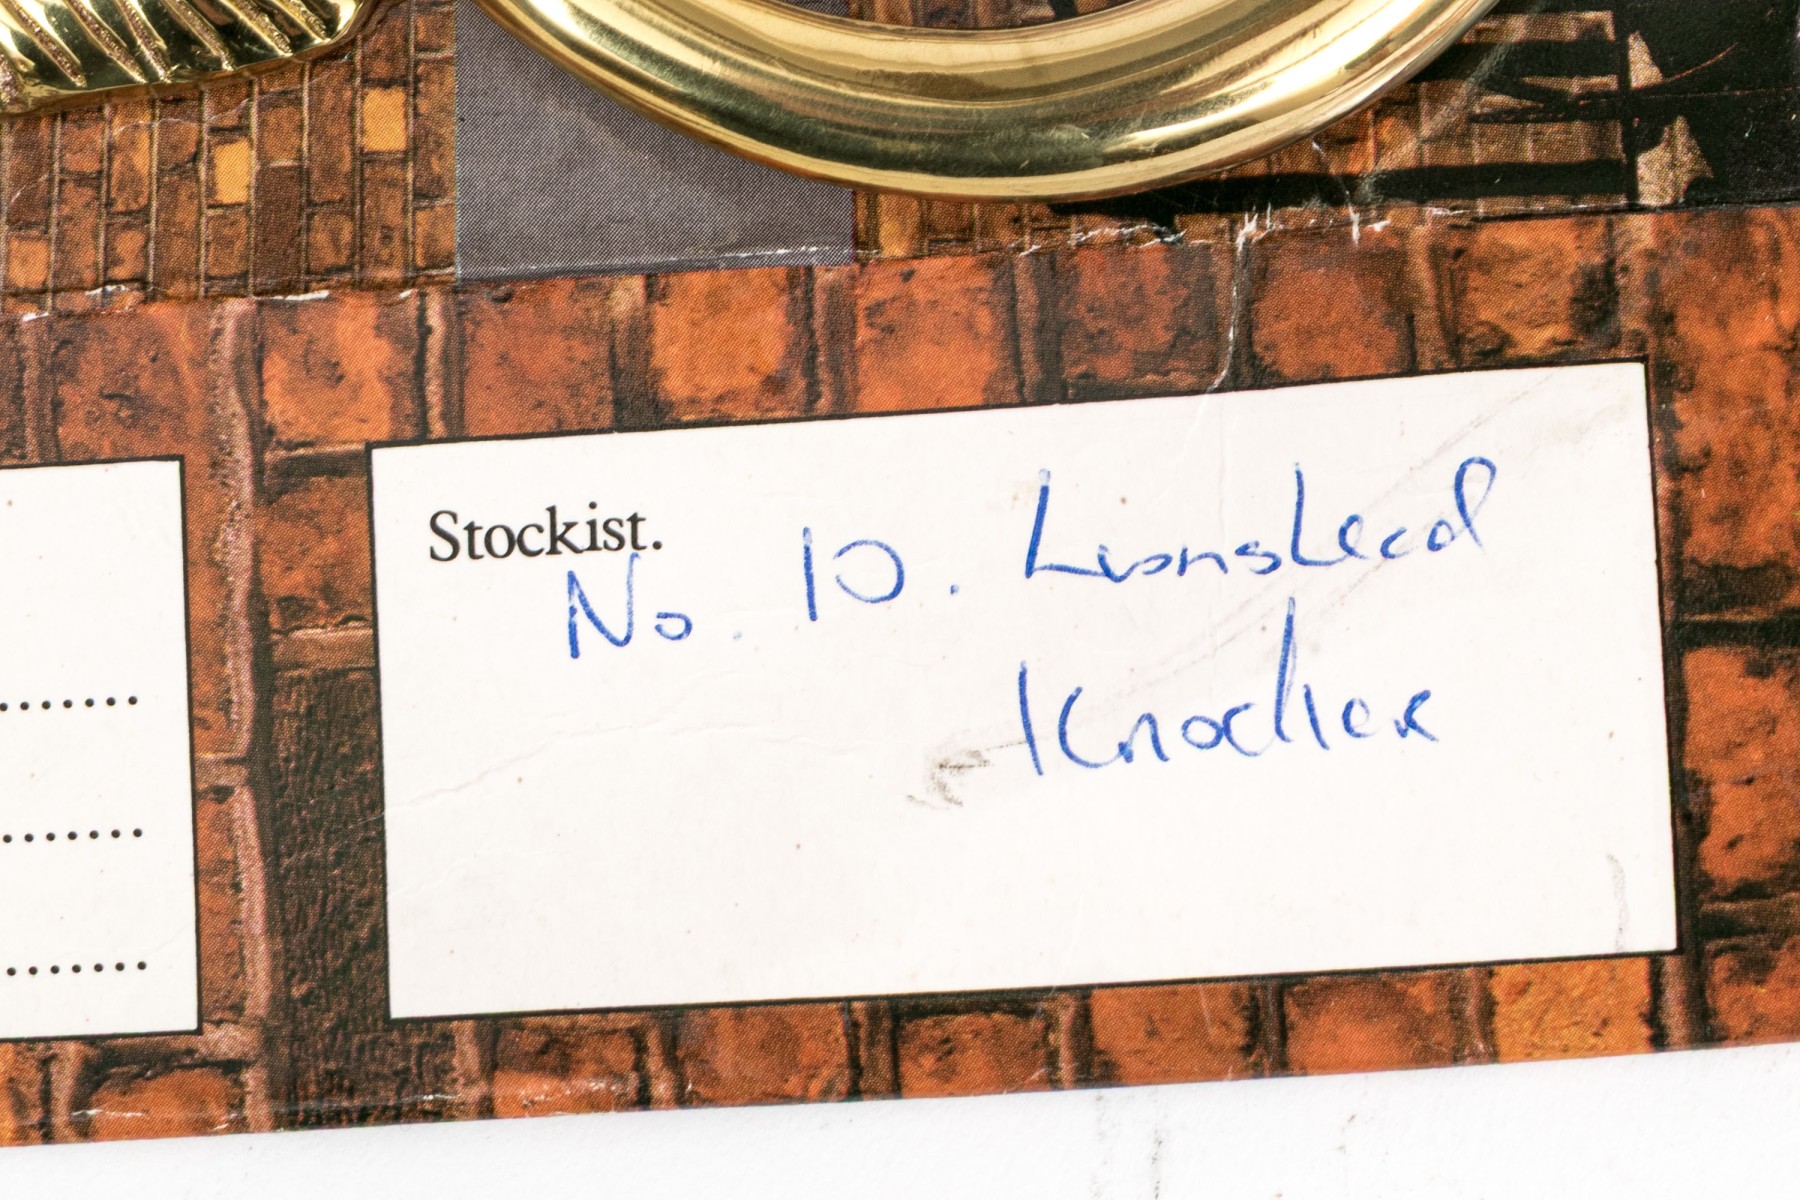 Stockist.
No. 10. Lionshead
Knocker